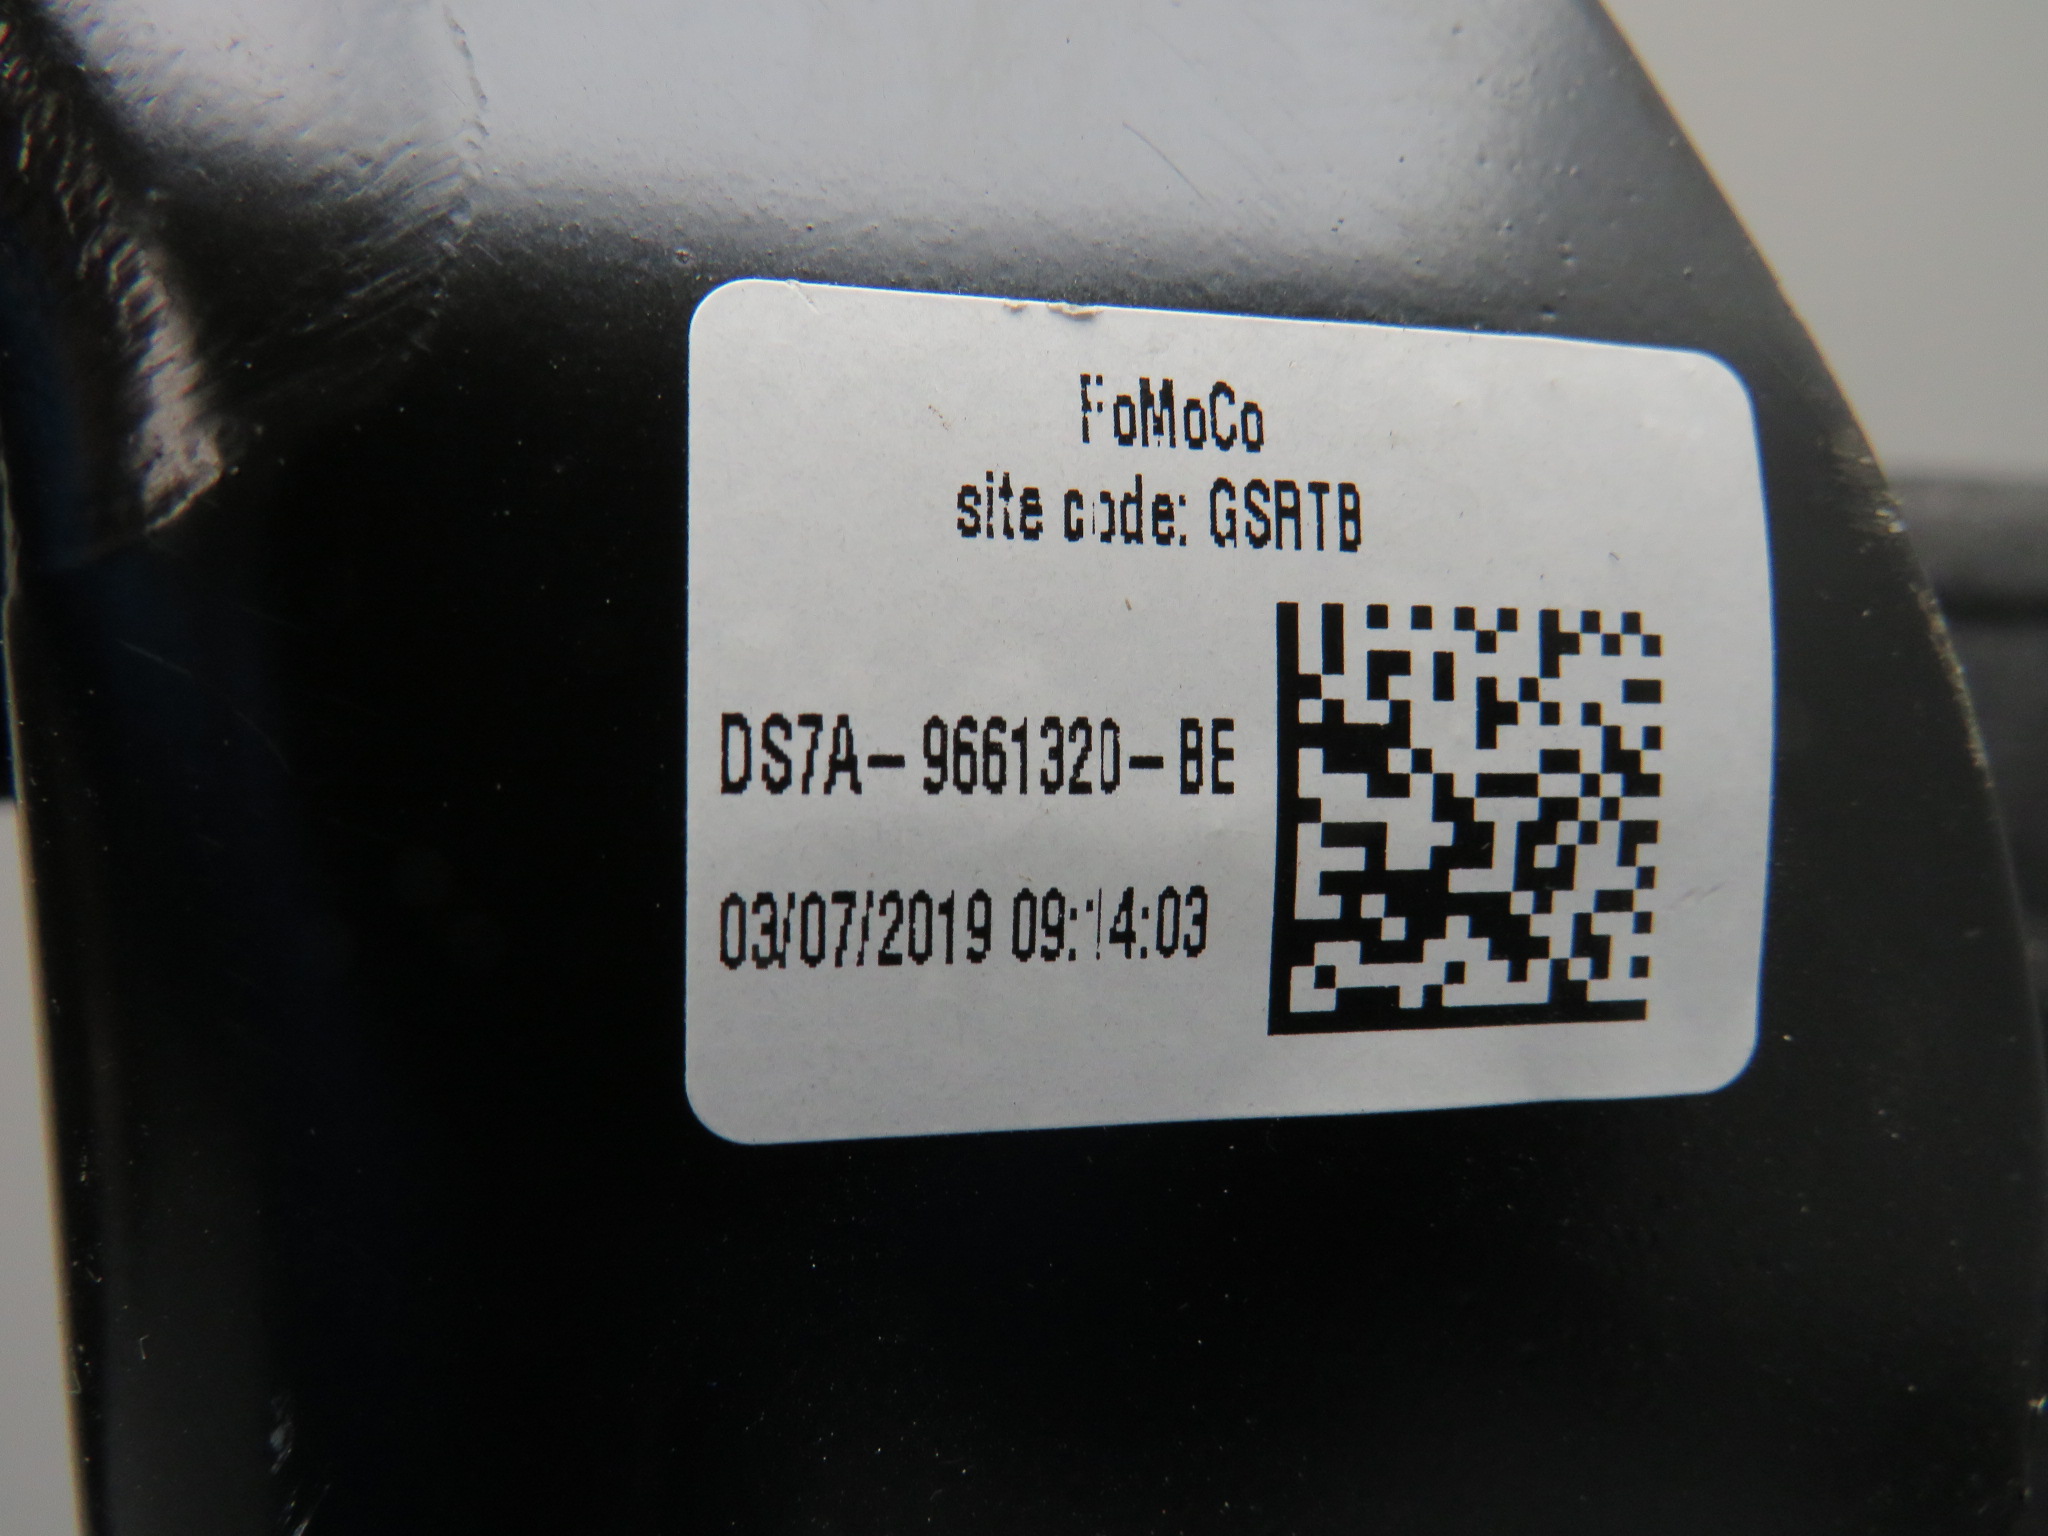 FoMoCo
site code: GSRTB
DS7A-9661320-BE
03/07/2019 09:14:03